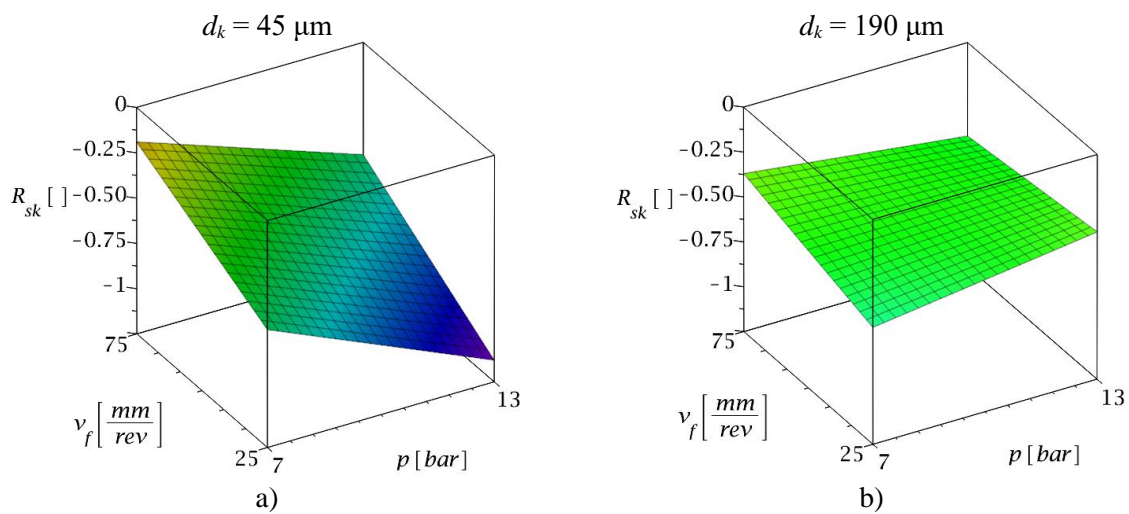 d_k = 45 μm
0
-0.25
R_sk [ ] -0.50
-0.75
-1
75
v_f [mm/rev]
25 7
p [bar]
13
a)
d_k = 190 μm
0
-0.25
R_sk [ ] -0.50
-0.75
-1
75
v_f [mm/rev]
25 7
p [bar]
13
b)